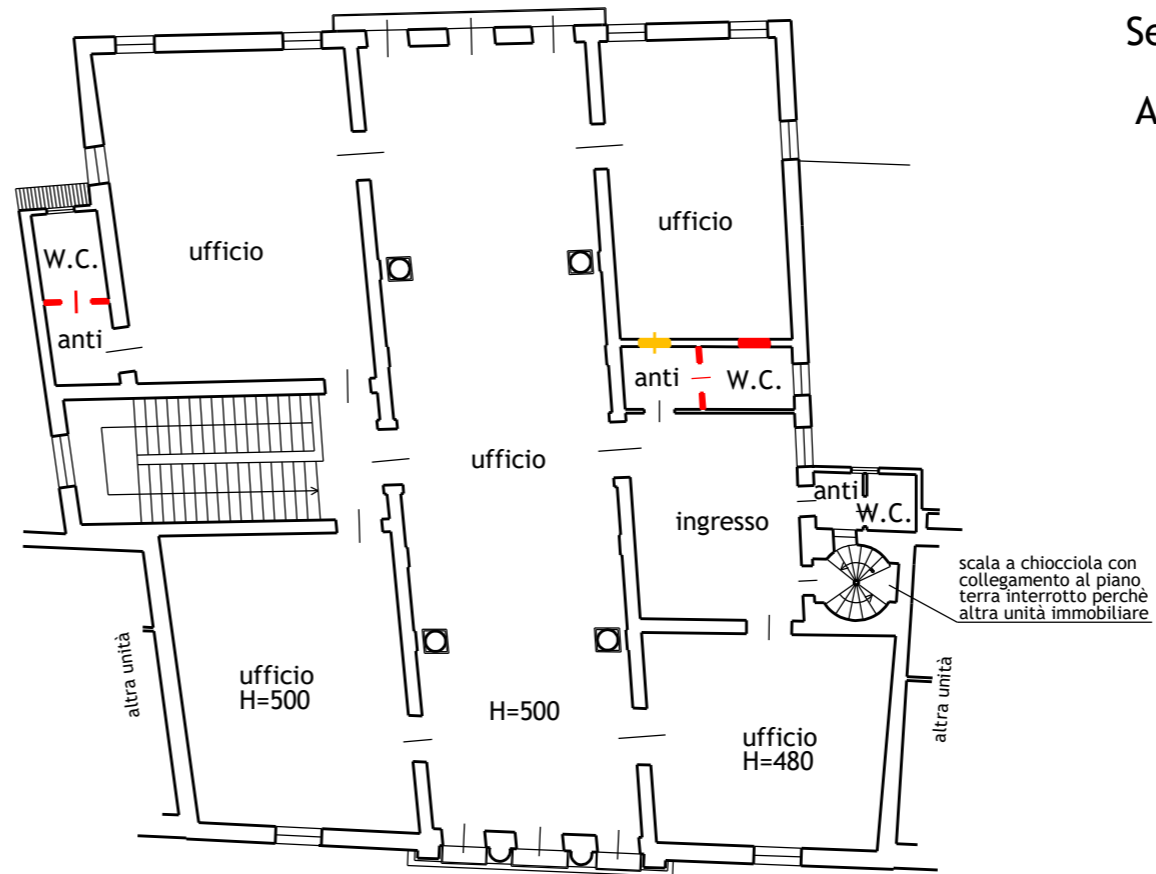 Se
A
ufficio
W.C.
anti
ufficio
anti
W.C.
ufficio
ingresso
anti
W.C.
scala a chiocciola con
collegamento al piano
terra interrotto perchè
altra unità immobiliare
altra unità
ufficio
H=500
H=500
ufficio
H=480
altra unità